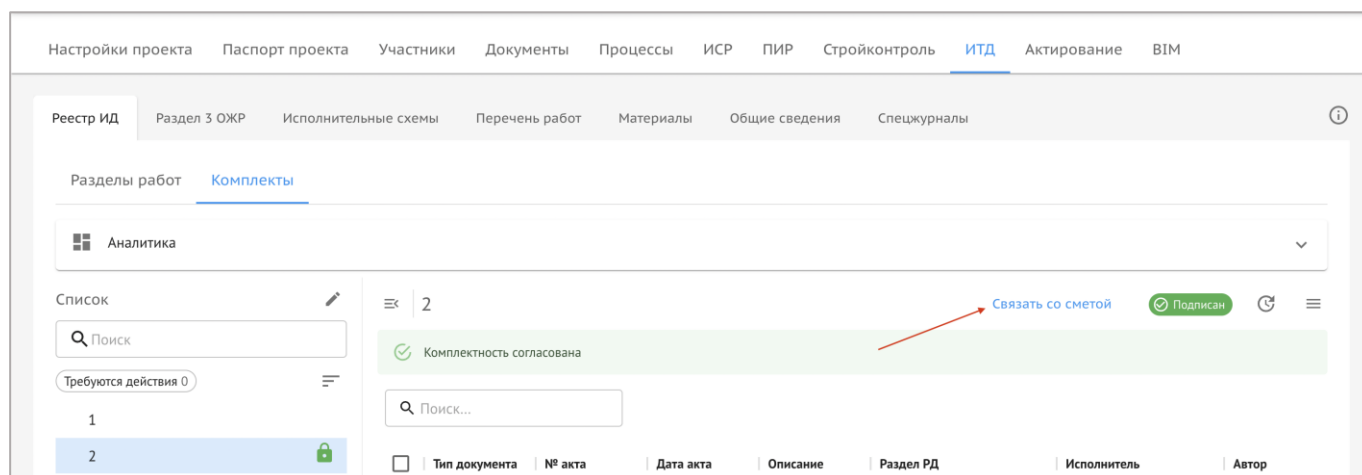 Настройки проекта Паспорт проекта Участники Документы Процессы ИСР ПИР Стройконтроль ИТД Актирование BIM
Реестр ИД Раздел 3 ОЖР Исполнительные схемы Перечень работ Материалы Общие сведения Спецжурналы
Разделы работ Комплекты
Аналитика
Список 2 Связать со сметой Подписан
Поиск
Комплектность согласована
Требуются действия 0
Поиск...
1
2
Тип документа № акта Дата акта Описание Раздел РД Исполнитель Автор